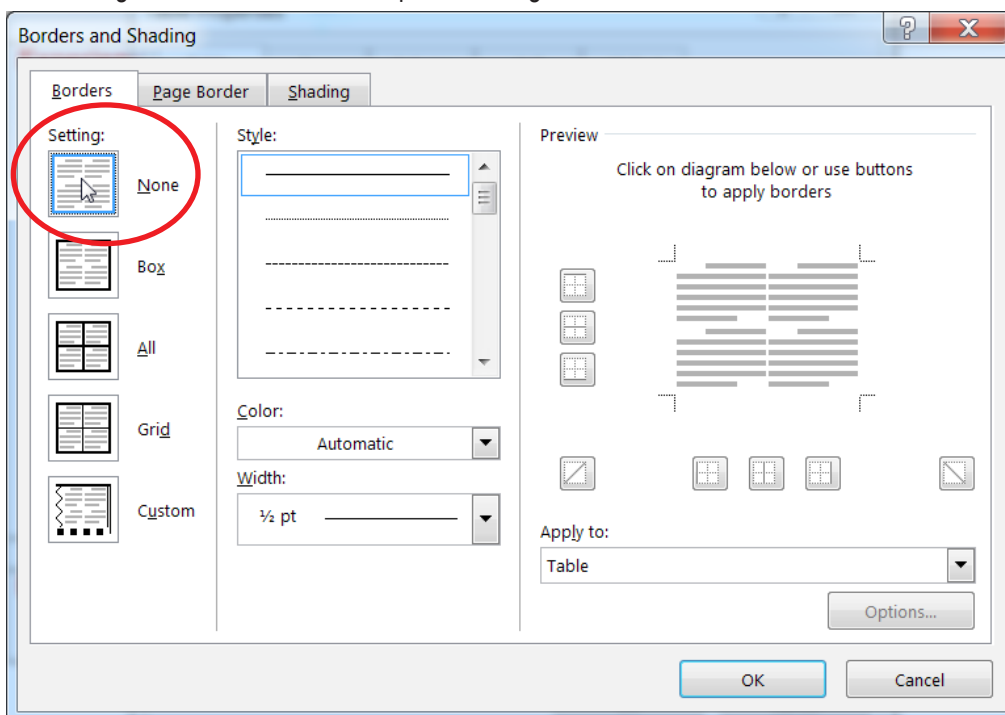 Borders and Shading
Borders
Page Border
Shading
Setting:
None
Box
All
Grid
Custom
Style:
Color:
Automatic
Width:
½ pt
Preview
Click on diagram below or use buttons
to apply borders
Apply to:
Table
Options...
OK
Cancel